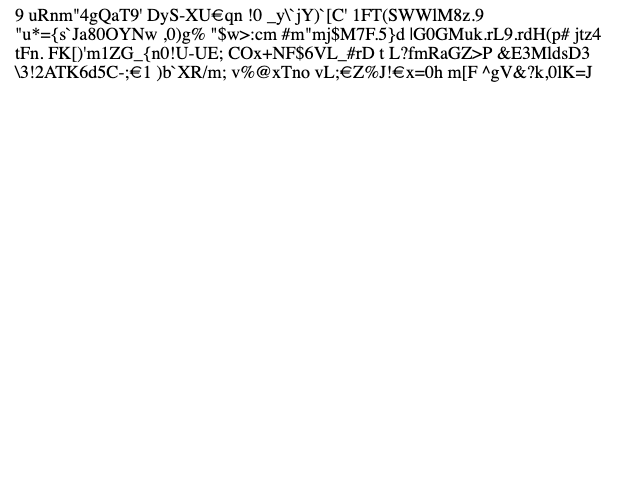 9 uRnm"4gQaT9' DyS-XU€qn !0 _y\`jY)`[C' 1FT(SWWlM8z.9
"u*={s`Ja80OYNw ,0)g% "$w>:cm #m"mj$M7F.5}d |G0GMuk.rL9.rdH(p# jtz4
tFn. FK[)'m1ZG_{n0!U-UE; COx+NF$6VL_#rD t L?fmRaGZ>P &E3MldsD3
\3!2ATK6d5C-;€1 )b`XR/m; v%@xTno vL;€Z%J!€x=0h m[F ^gV&?k,0lK=J